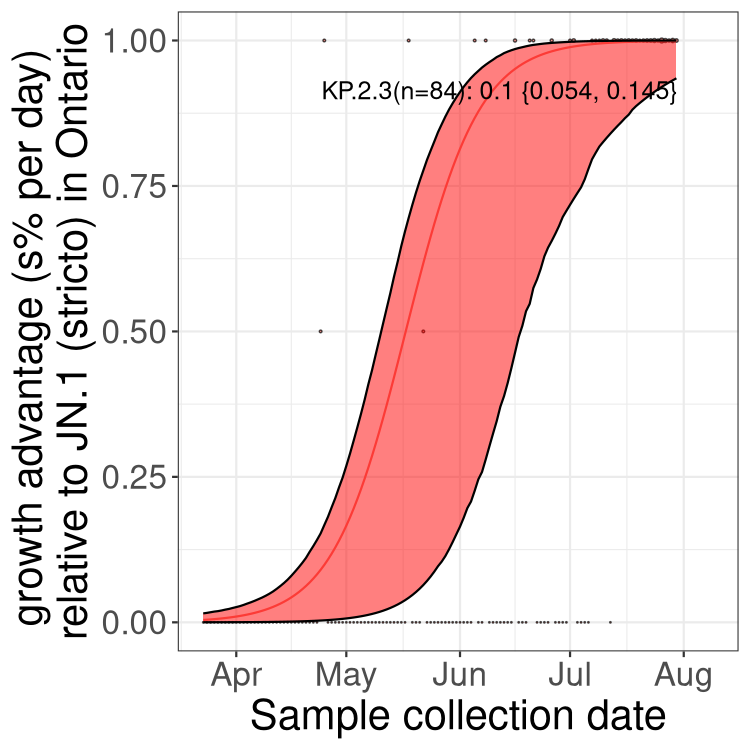 growth advantage (s% per day)
relative to JN.1 (stricto) in Ontario
1.00
0.75
0.50
0.25
0.00
KP.2.3(n=84): 0.1 {0.054, 0.145}
Apr May Jun Jul Aug
Sample collection date